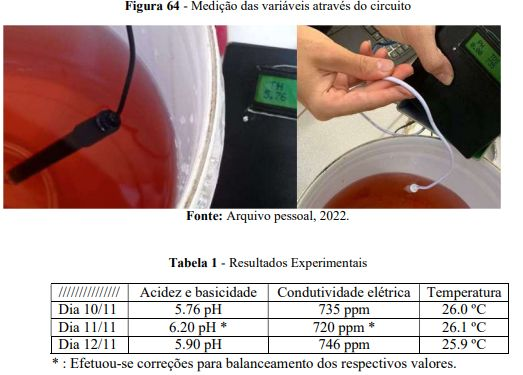 Figura 64 - Medição das variáveis através do circuito
PH
5.76
Fonte: Arquivo pessoal, 2022.
Tabela 1 - Resultados Experimentais
/////////////// Acidez e basicidade Condutividade elétrica Temperatura
Dia 10/11 5.76 pH 735 ppm 26.0 ºC
Dia 11/11 6.20 pH * 720 ppm * 26.1 ºC
Dia 12/11 5.90 pH 746 ppm 25.9 ºC
* : Efetuou-se correções para balanceamento dos respectivos valores.